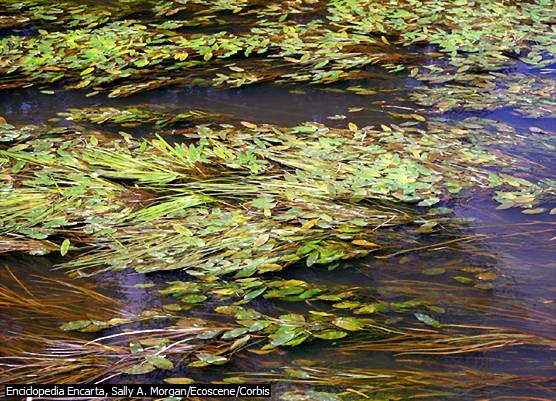 Enciclopedia Encarta, Sally A. Morgan/Ecoscene/Corbis